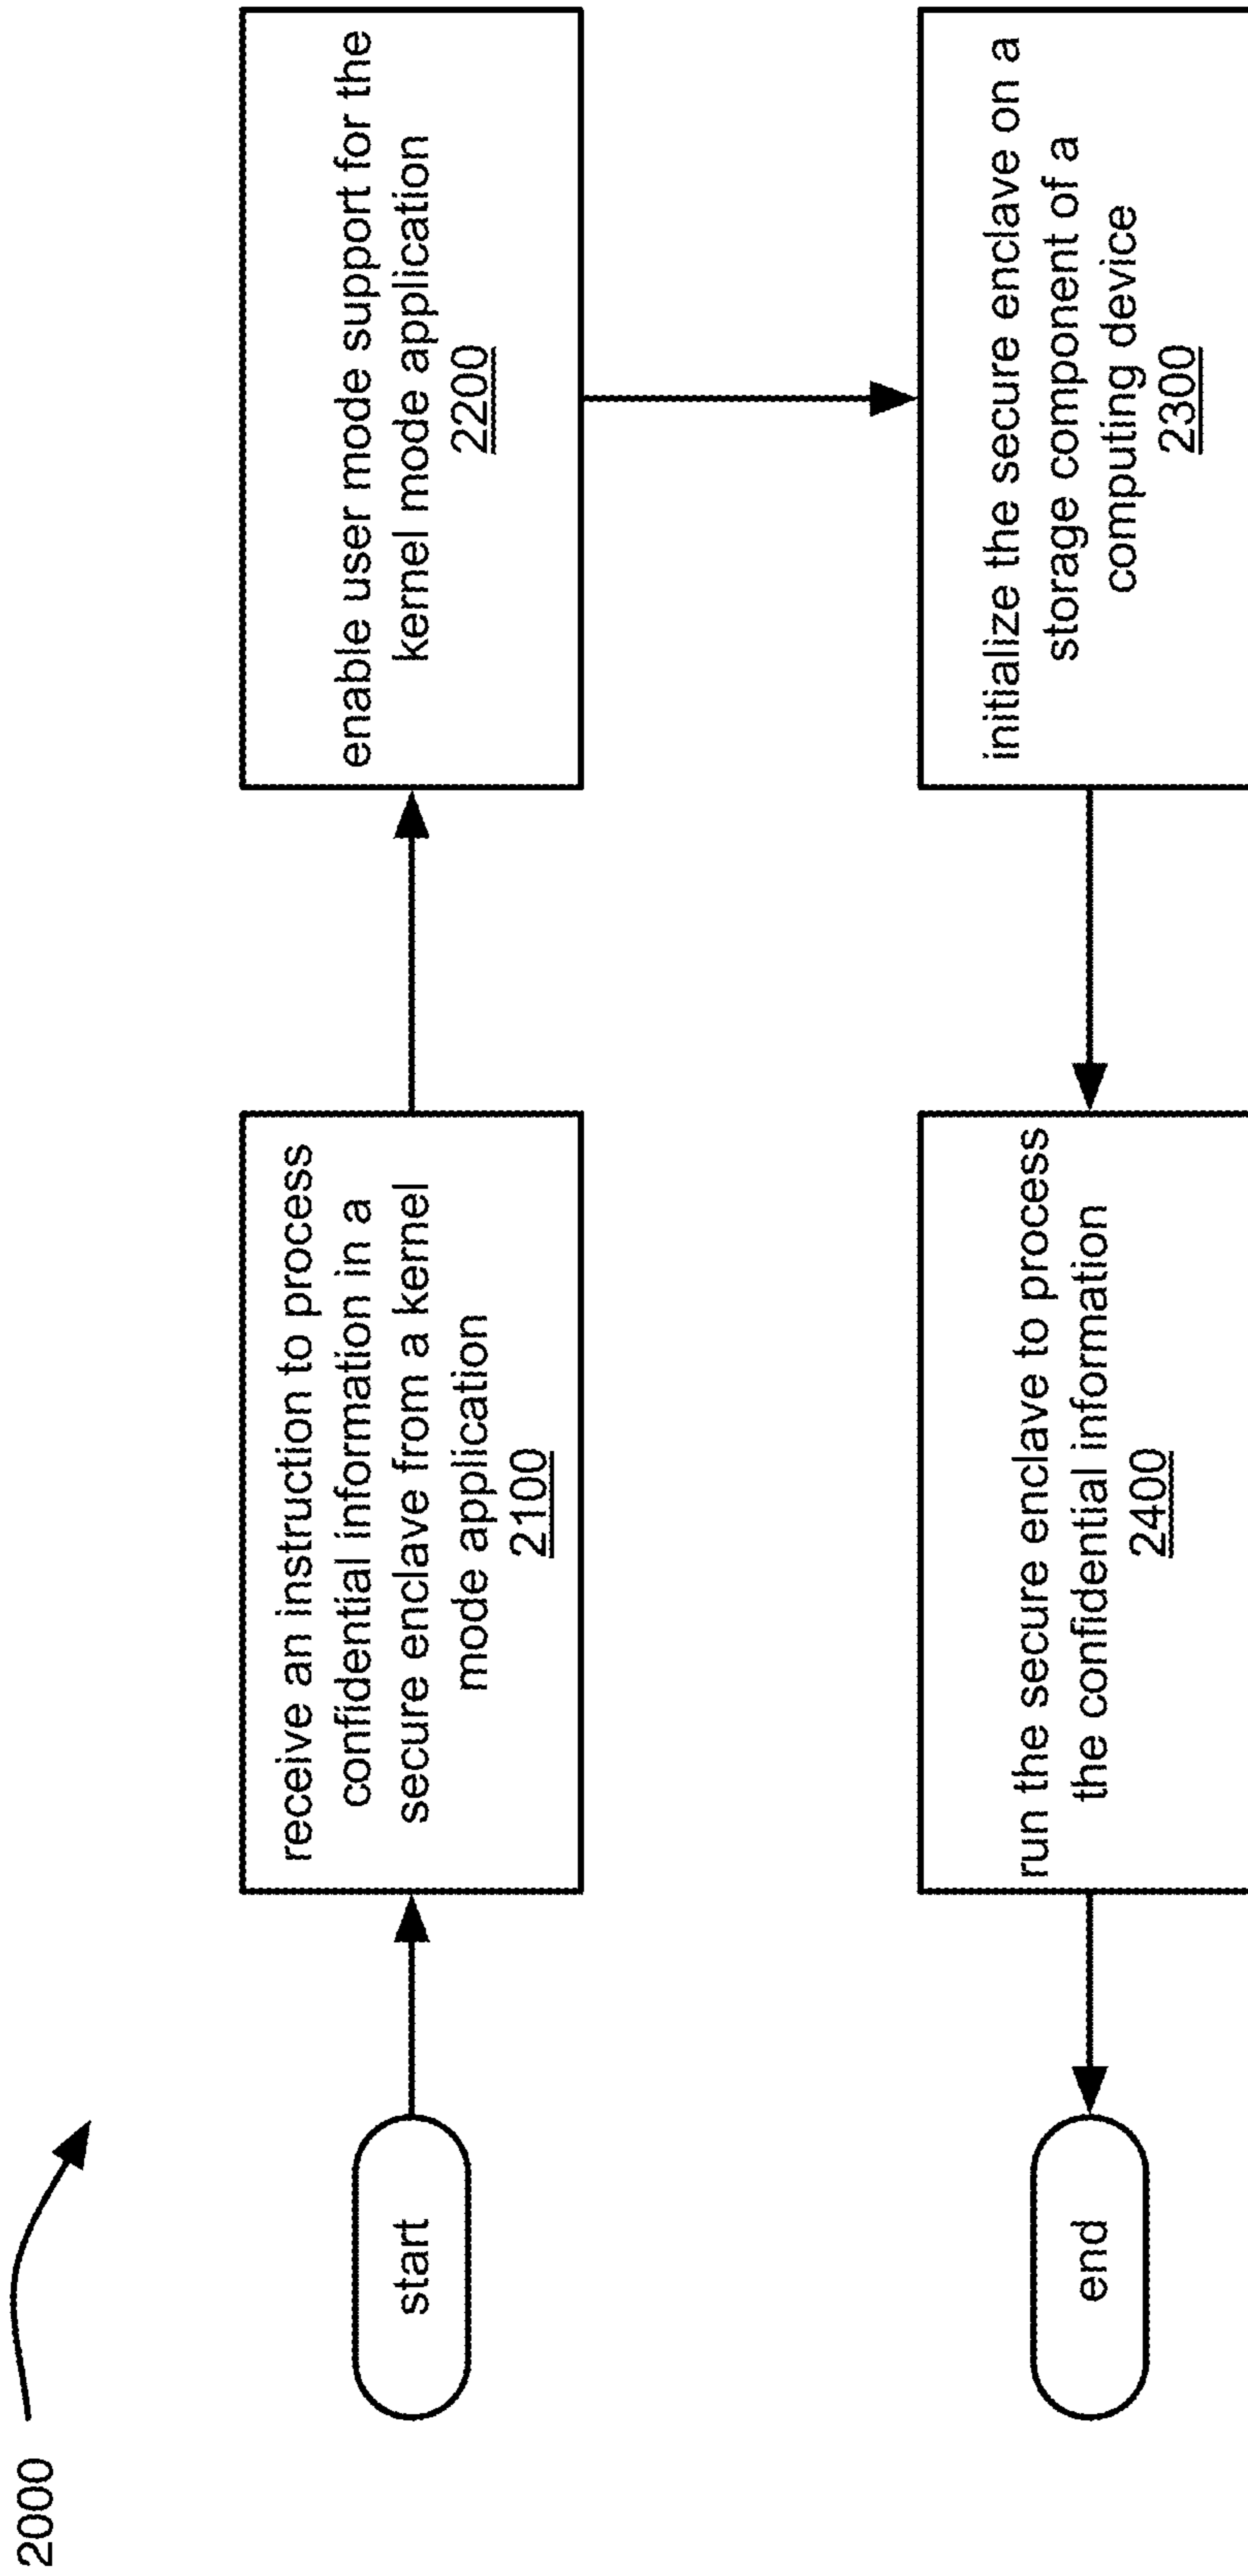 2000
start
receive an instruction to process
confidential information in a
secure enclave from a kernel
mode application
2100
enable user mode support for the
kernel mode application
2200
initialize the secure enclave on a
storage component of a
computing device
2300
run the secure enclave to process
the confidential information
2400
end